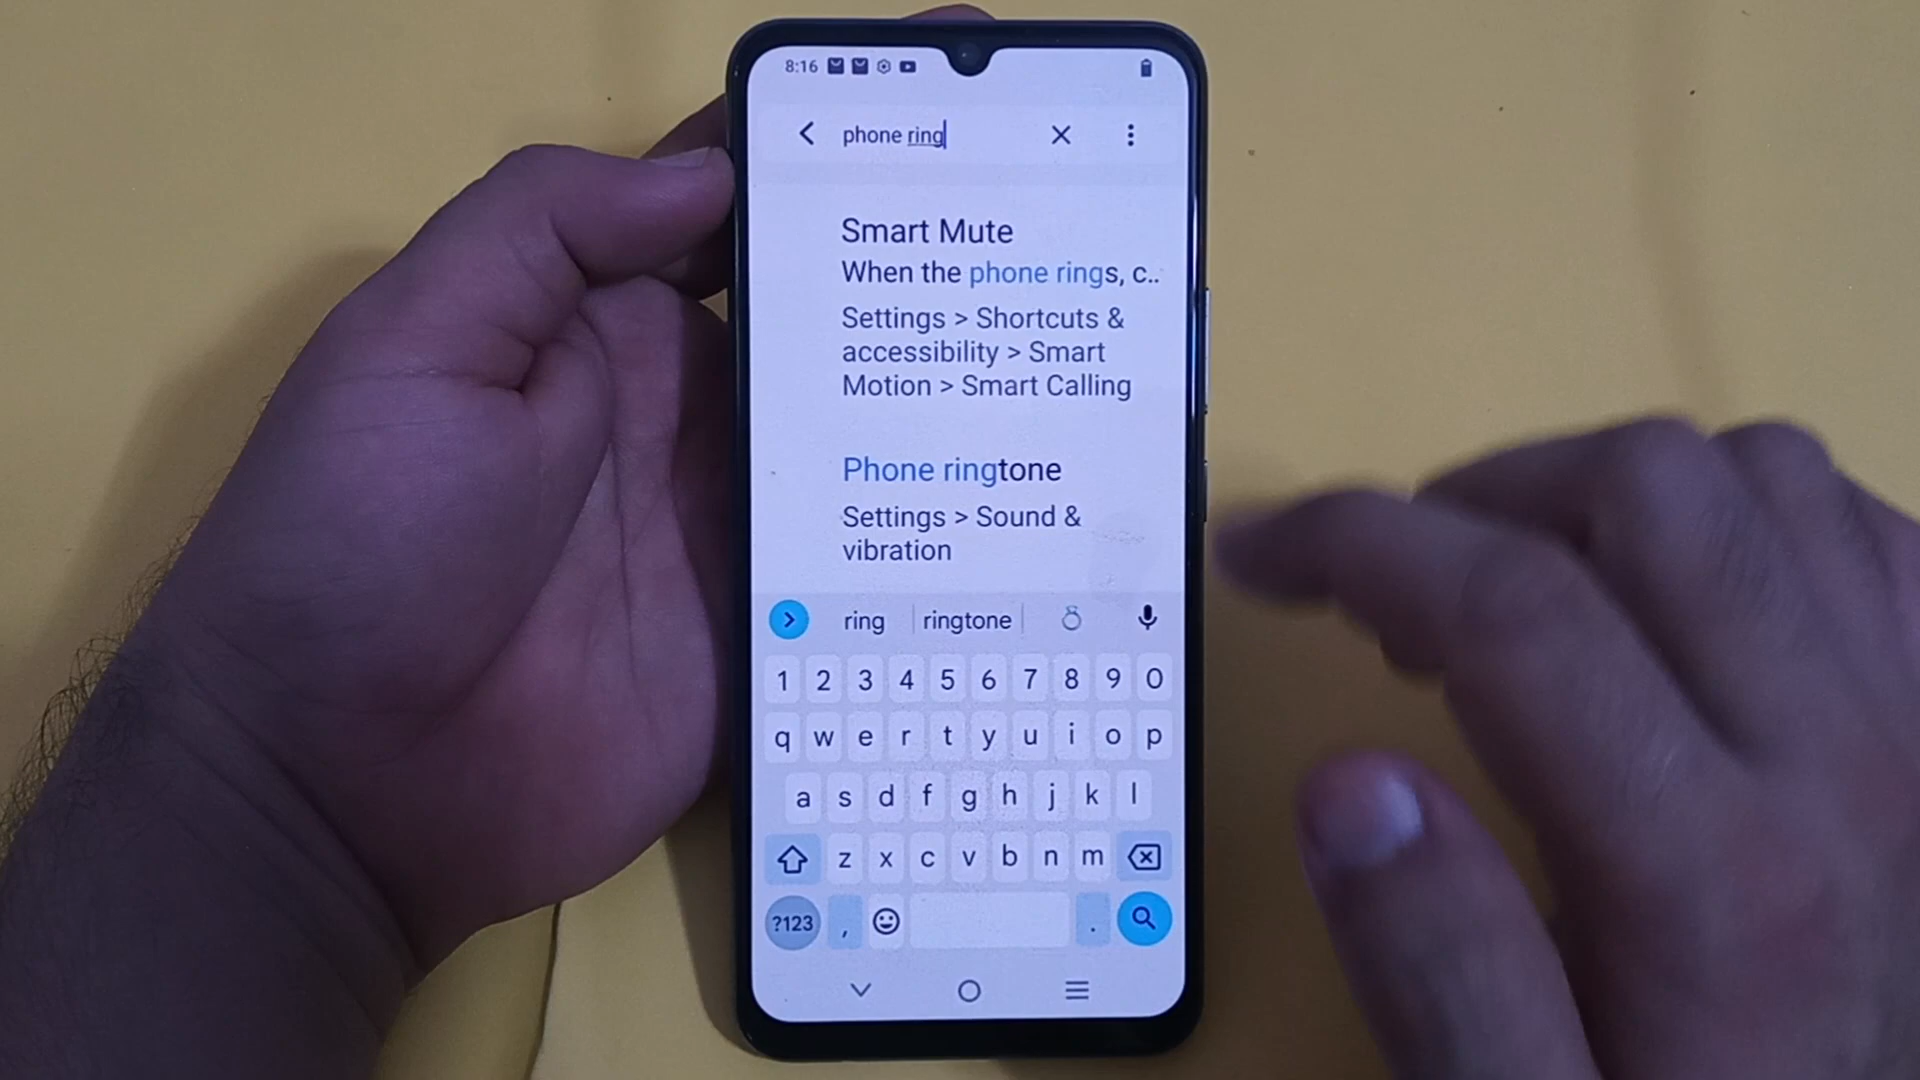 8:16
phone ring
Smart Mute
When the phone rings, c..
Settings > Shortcuts &
accessibility > Smart
Motion > Smart Calling
Phone ringtone
Settings > Sound &
vibration
ring ringtone
1 2 3 4 5 6 7 8 9 0
q w e r t y u i o p
a s d f g h j k l
z x c v b n m
?123 , .